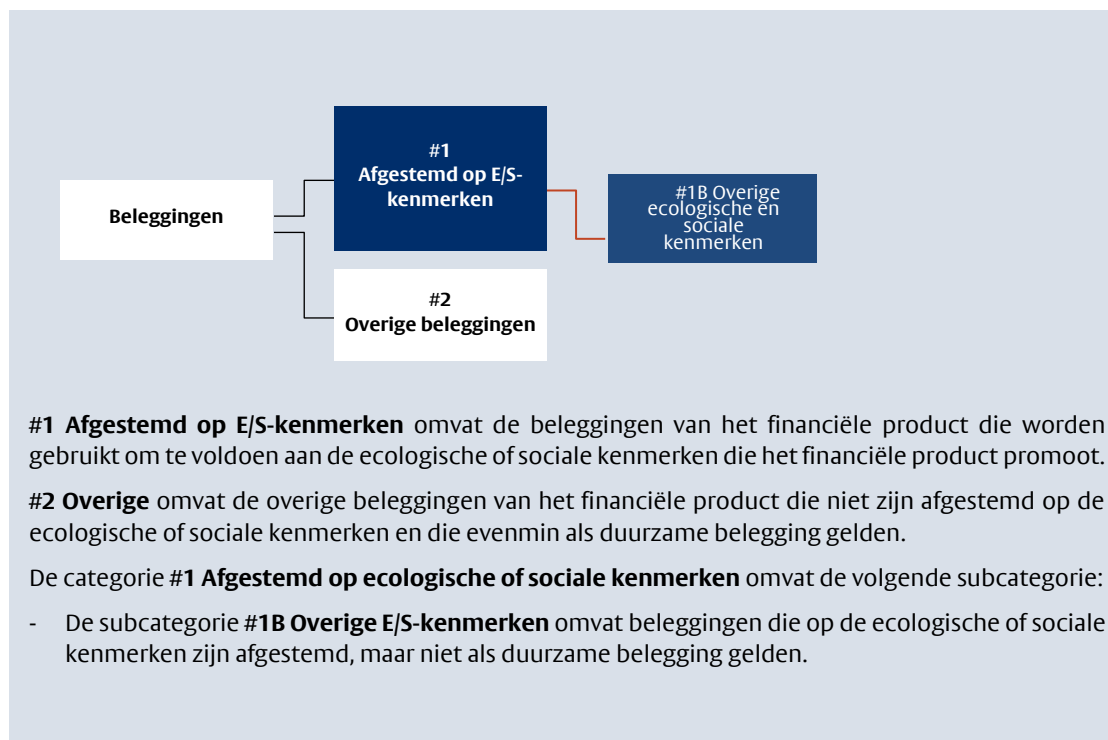 #1
Afgestemd op E/S-
kenmerken
Beleggingen
#1B Overige
ecologische en
sociale
kenmerken
#2
Overige beleggingen
#1 Afgestemd op E/S-kenmerken omvat de beleggingen van het financiële product die worden
gebruikt om te voldoen aan de ecologische of sociale kenmerken die het financiële product promoot.
#2 Overige omvat de overige beleggingen van het financiële product die niet zijn afgestemd op de
ecologische of sociale kenmerken en die evenmin als duurzame belegging gelden.
De categorie #1 Afgestemd op ecologische of sociale kenmerken omvat de volgende subcategorie:
- De subcategorie #1B Overige E/S-kenmerken omvat beleggingen die op de ecologische of sociale
kenmerken zijn afgestemd, maar niet als duurzame belegging gelden.